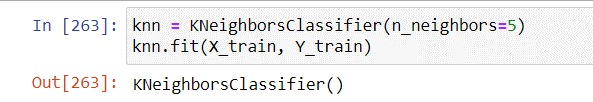 In [263]: knn = KNeighborsClassifier(n_neighbors=5)
knn.fit(X_train, Y_train)
Out[263]: KNeighborsClassifier()